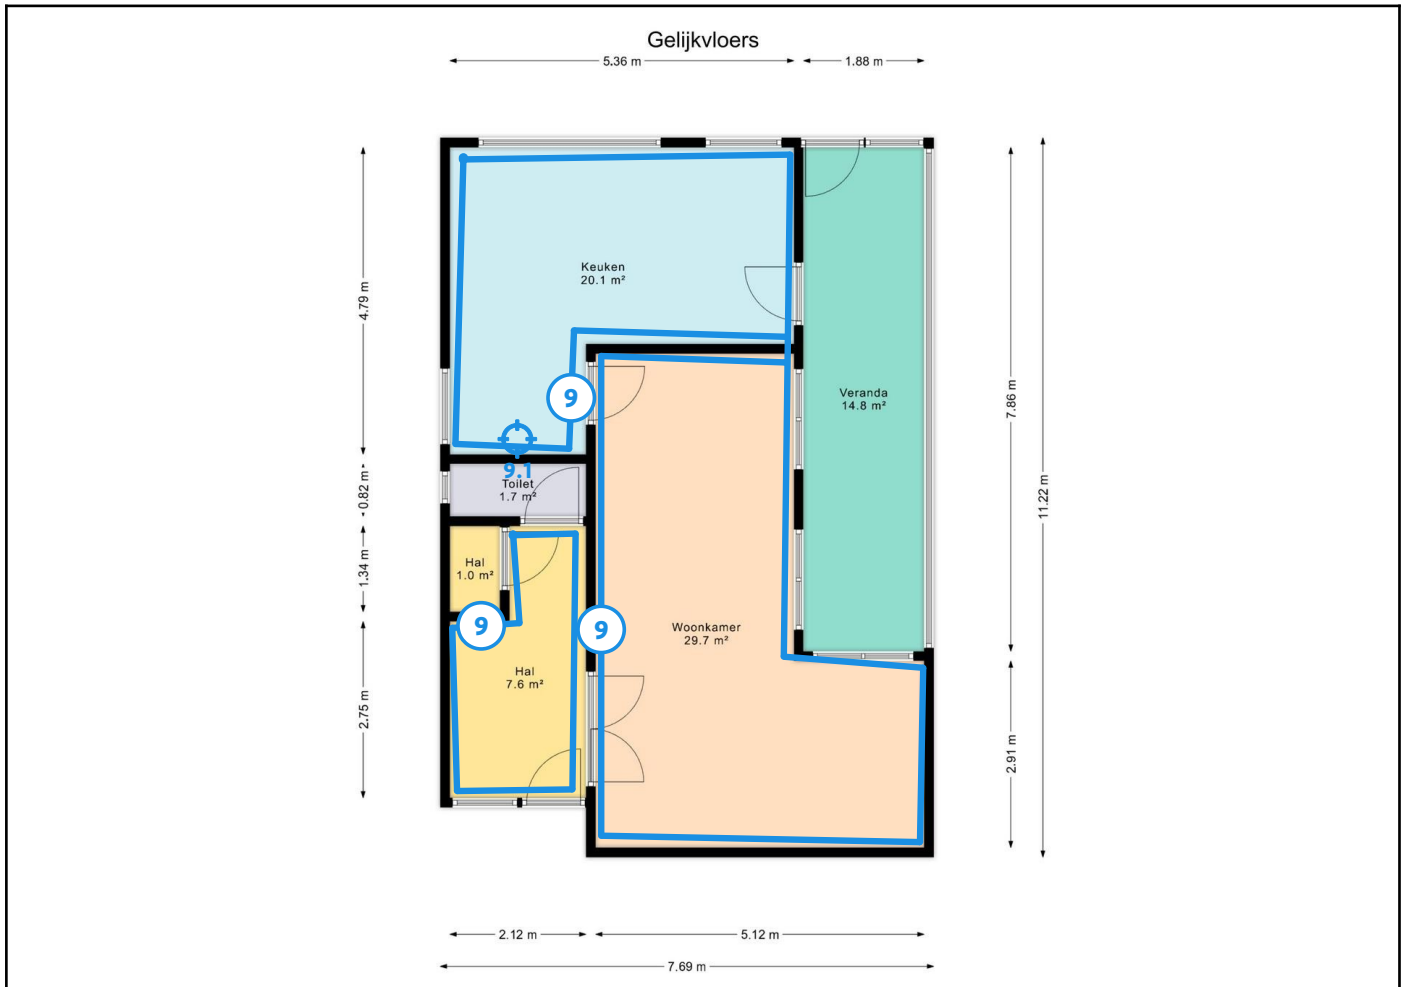 Gelijkvloers
5.36 m
1.88 m
Keuken
20.1 m²
4.79 m
7.86 m
11.22 m
Veranda
14.8 m²
9
9.1
Toilet
1.7 m²
0.82 m
Hal
1.0 m²
1.34 m
9
9
Woonkamer
29.7 m²
Hal
7.6 m²
2.75 m
2.91 m
2.12 m
5.12 m
7.69 m